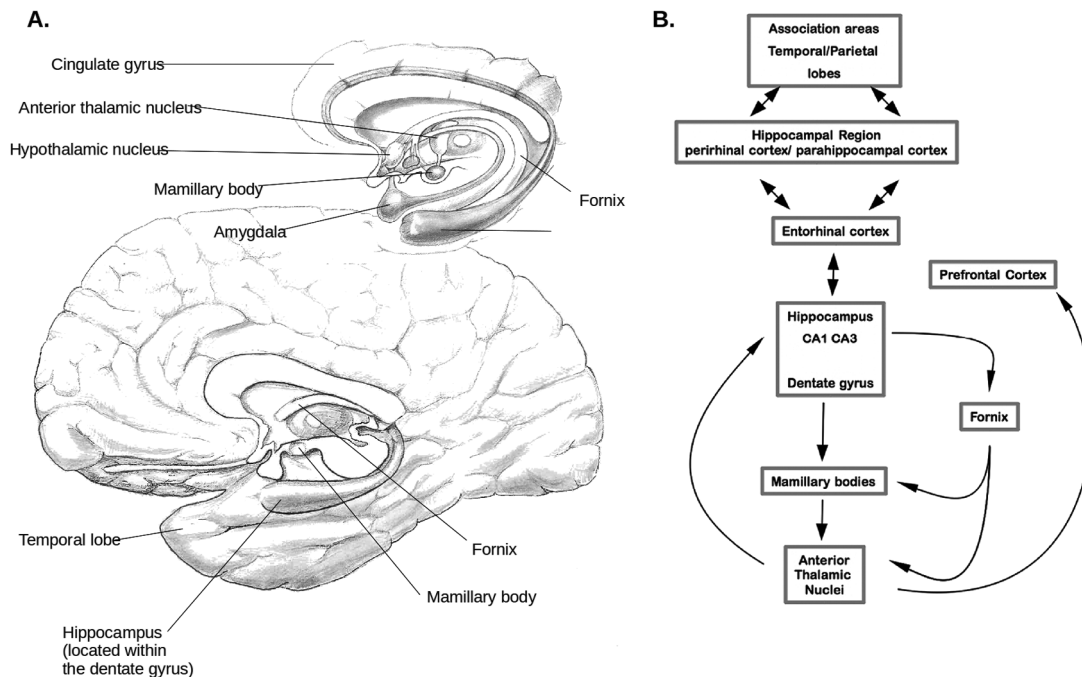 A.
Cingulate gyrus
Anterior thalamic nucleus
Hypothalamic nucleus
Mamillary body
Amygdala
Fornix
Temporal lobe
Fornix
Mamillary body
Hippocampus
(located within
the dentate gyrus)
B.
Association areas
Temporal/Parietal
lobes
Hippocampal Region
perirhinal cortex/ parahippocampal cortex
Entorhinal cortex
Prefrontal Cortex
Hippocampus
CA1 CA3
Dentate gyrus
Fornix
Mamillary bodies
Anterior
Thalamic
Nuclei